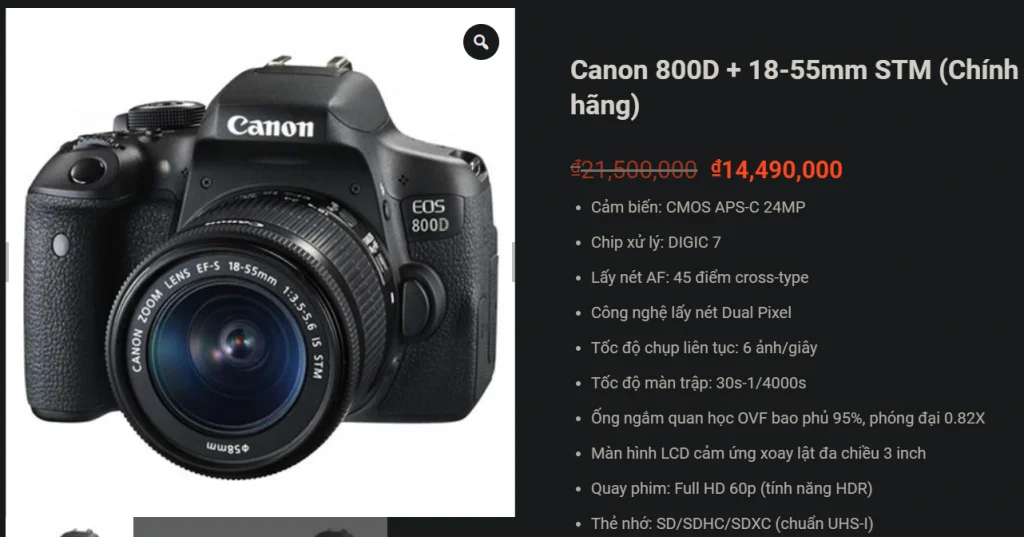 Canon 800D + 18-55mm STM (Chính
hãng)
₫21,500,000 ₫14,490,000
Cảm biến: CMOS APS-C 24MP
Chip xử lý: DIGIC 7
Lấy nét AF: 45 điểm cross-type
Công nghệ lấy nét Dual Pixel
Tốc độ chụp liên tục: 6 ảnh/giây
Tốc độ màn trập: 30s-1/4000s
Ống ngắm quan học OVF bao phủ 95%, phóng đại 0.82X
Màn hình LCD cảm ứng xoay lật đa chiều 3 inch
Quay phim: Full HD 60p (tính năng HDR)
Thẻ nhớ: SD/SDHC/SDXC (chuẩn UHS-I)
Canon
EOS
800D
Canon
CANON ZOOM LENS EF-S 18-55mm 1:3.5-5.6 IS STM
Φ58mm